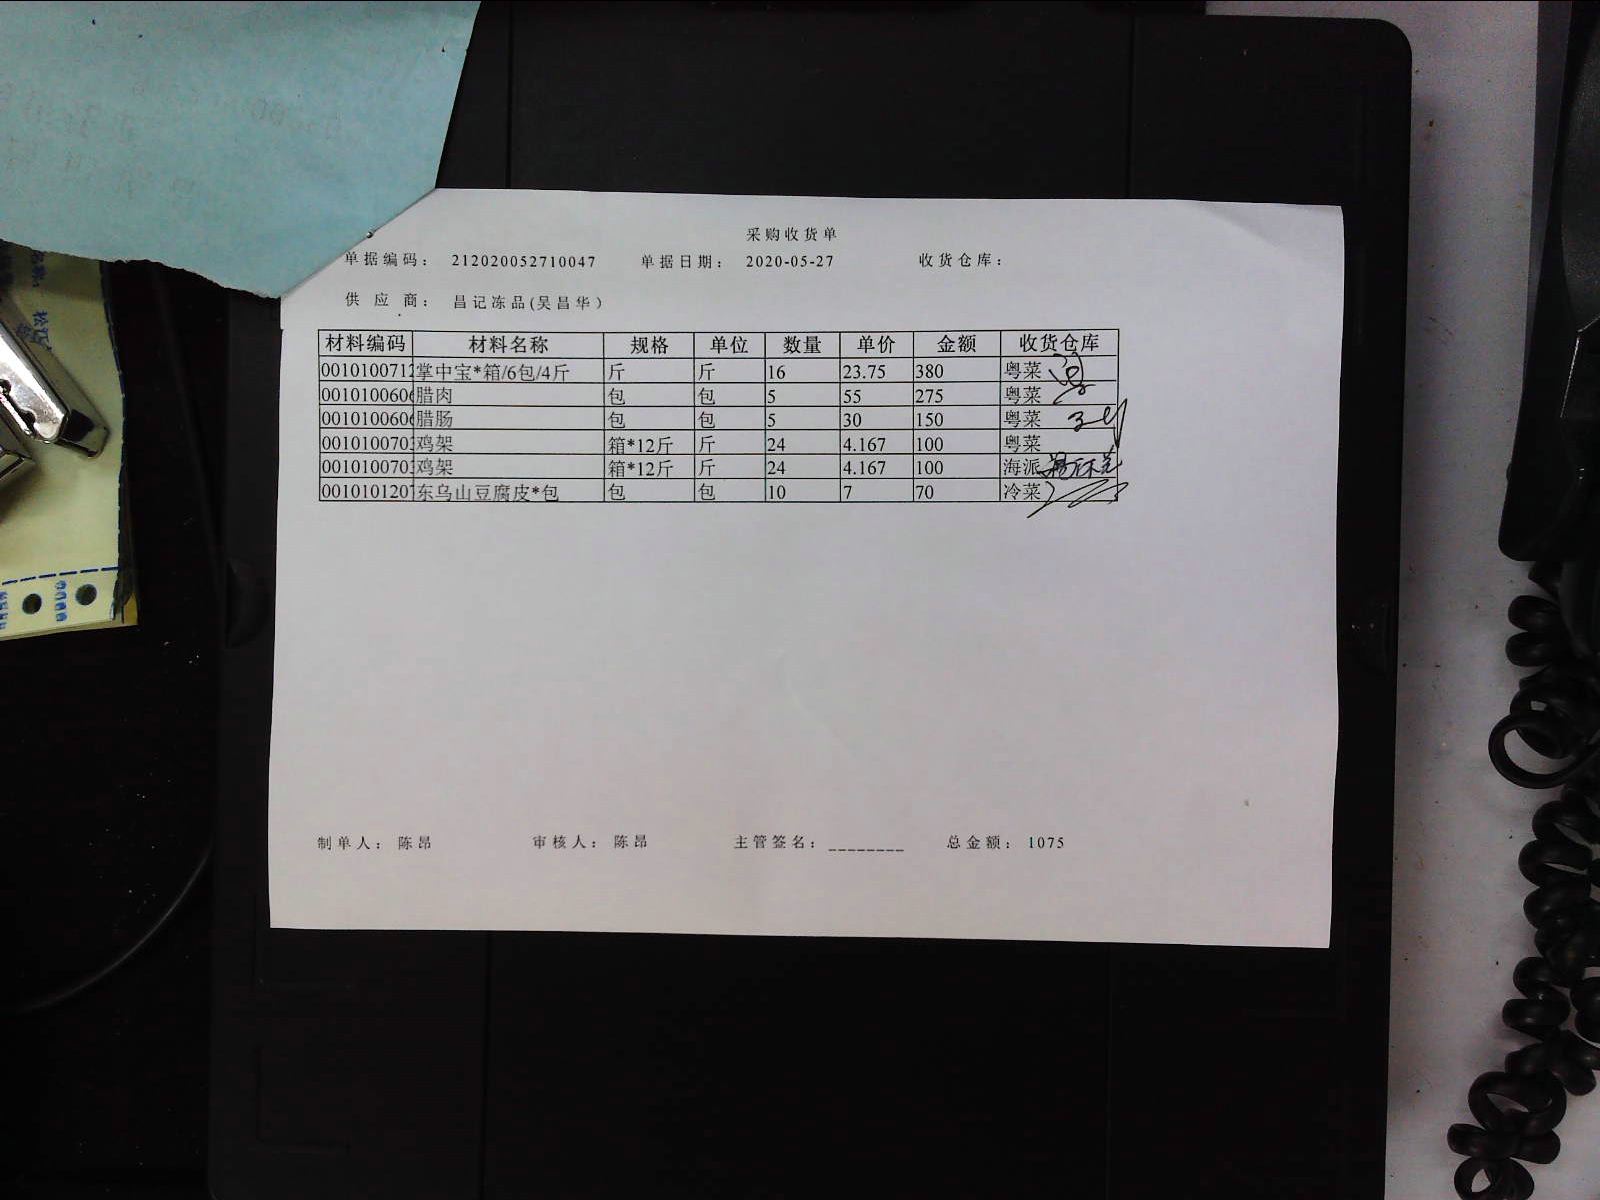 采购收货单
单据编码： 212020052710047 单据日期： 2020-05-27 收货仓库：
供 应 商： 昌记冻品(吴昌华)
材料编码 材料名称 规格 单位 数量 单价 金额 收货仓库
001010071 掌中宝*箱/6包/4斤 斤 斤 16 23.75 380 粤菜
001010060 腊肉 包 包 5 55 275 粤菜
001010060 腊肠 包 包 5 30 150 粤菜
001010070 鸡架 箱*12斤 斤 24 4.167 100 粤菜
001010070 鸡架 箱*12斤 斤 24 4.167 100 海派
001010120 东乌山豆腐皮*包 包 包 10 7 70 冷菜
制单人： 陈昂 审核人： 陈昂 主管签名：________ 总金额： 1075